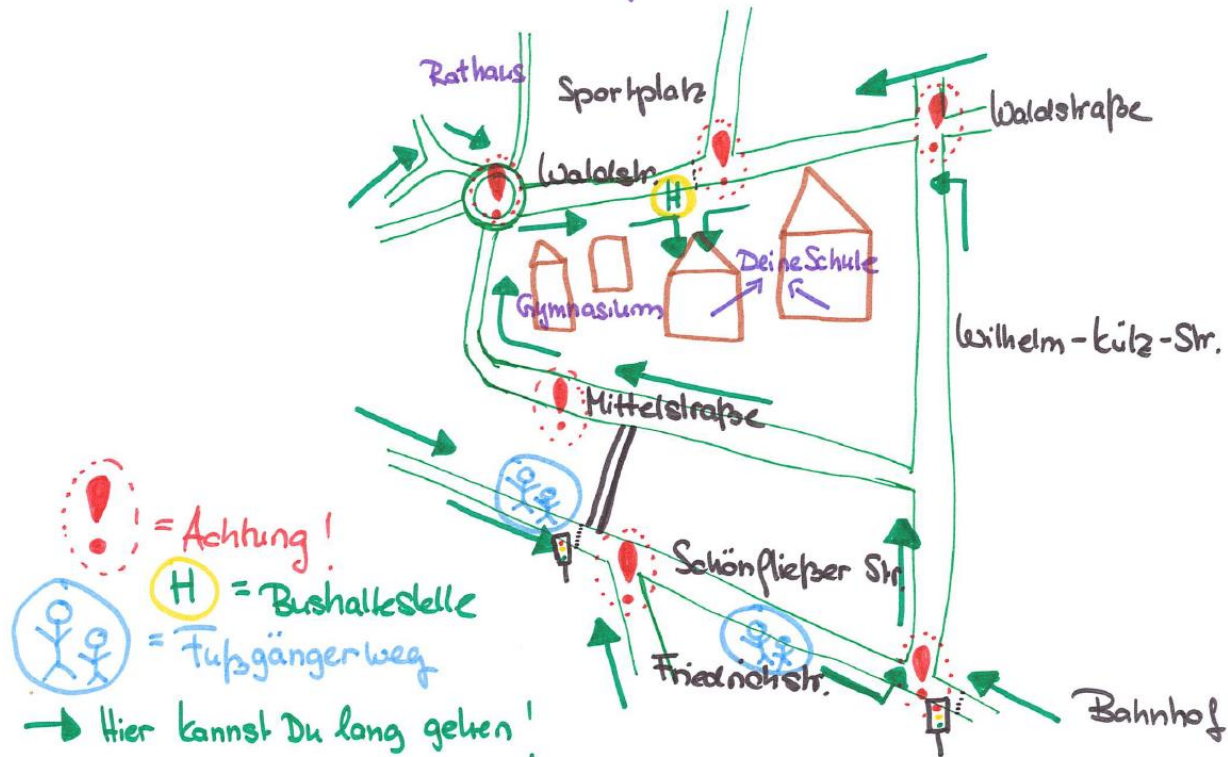 Rathaus
Sportplatz
Waldstraße
Waldstr.
H
Deine Schule
Gymnasium
Wilhelm-Külz-Str.
Mittelstraße
Schönfließer Str.
Friedrichstr.
Bahnhof
! = Achtung!
H = Bushaltestelle
= Fußgängerweg
→ Hier kannst Du lang gehen!